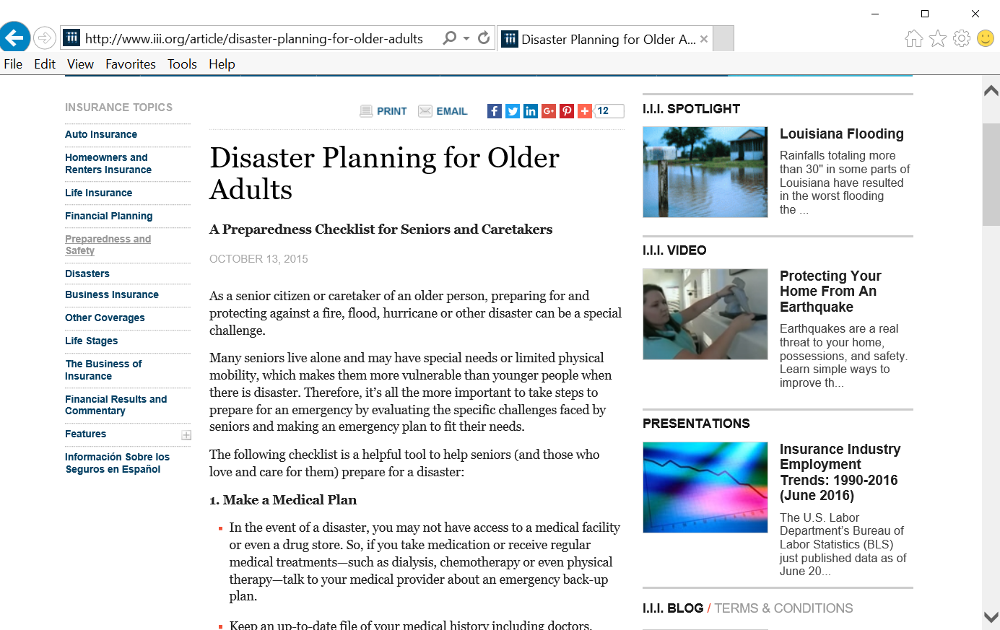 http://www.iii.org/article/disaster-planning-for-older-adults
Disaster Planning for Older A...
File Edit View Favorites Tools Help
INSURANCE TOPICS
Auto Insurance
Homeowners and
Renters Insurance
Life Insurance
Financial Planning
Preparedness and
Safety
Disasters
Business Insurance
Other Coverages
Life Stages
The Business of
Insurance
Financial Results and
Commentary
Features
Información Sobre los
Seguros en Español
PRINT EMAIL 12
Disaster Planning for Older
Adults
A Preparedness Checklist for Seniors and Caretakers
OCTOBER 13, 2015
As a senior citizen or caretaker of an older person, preparing for and
protecting against a fire, flood, hurricane or other disaster can be a special
challenge.
Many seniors live alone and may have special needs or limited physical
mobility, which makes them more vulnerable than younger people when
there is disaster. Therefore, it’s all the more important to take steps to
prepare for an emergency by evaluating the specific challenges faced by
seniors and making an emergency plan to fit their needs.
The following checklist is a helpful tool to help seniors (and those who
love and care for them) prepare for a disaster:
1. Make a Medical Plan
In the event of a disaster, you may not have access to a medical facility
or even a drug store. So, if you take medication or receive regular
medical treatments—such as dialysis, chemotherapy or even physical
therapy—talk to your medical provider about an emergency back-up
plan.
Keep an up-to-date file of your medical history including doctors,
I.I.I. SPOTLIGHT
Louisiana Flooding
Rainfalls totaling more
than 30" in some parts of
Louisiana have resulted
in the worst flooding
the ...
I.I.I. VIDEO
Protecting Your
Home From An
Earthquake
Earthquakes are a real
threat to your home,
possessions, and safety.
Learn simple ways to
improve th...
PRESENTATIONS
Insurance Industry
Employment
Trends: 1990-2016
(June 2016)
The U.S. Labor
Department’s Bureau of
Labor Statistics (BLS)
just published data as of
June 20...
I.I.I. BLOG / TERMS & CONDITIONS